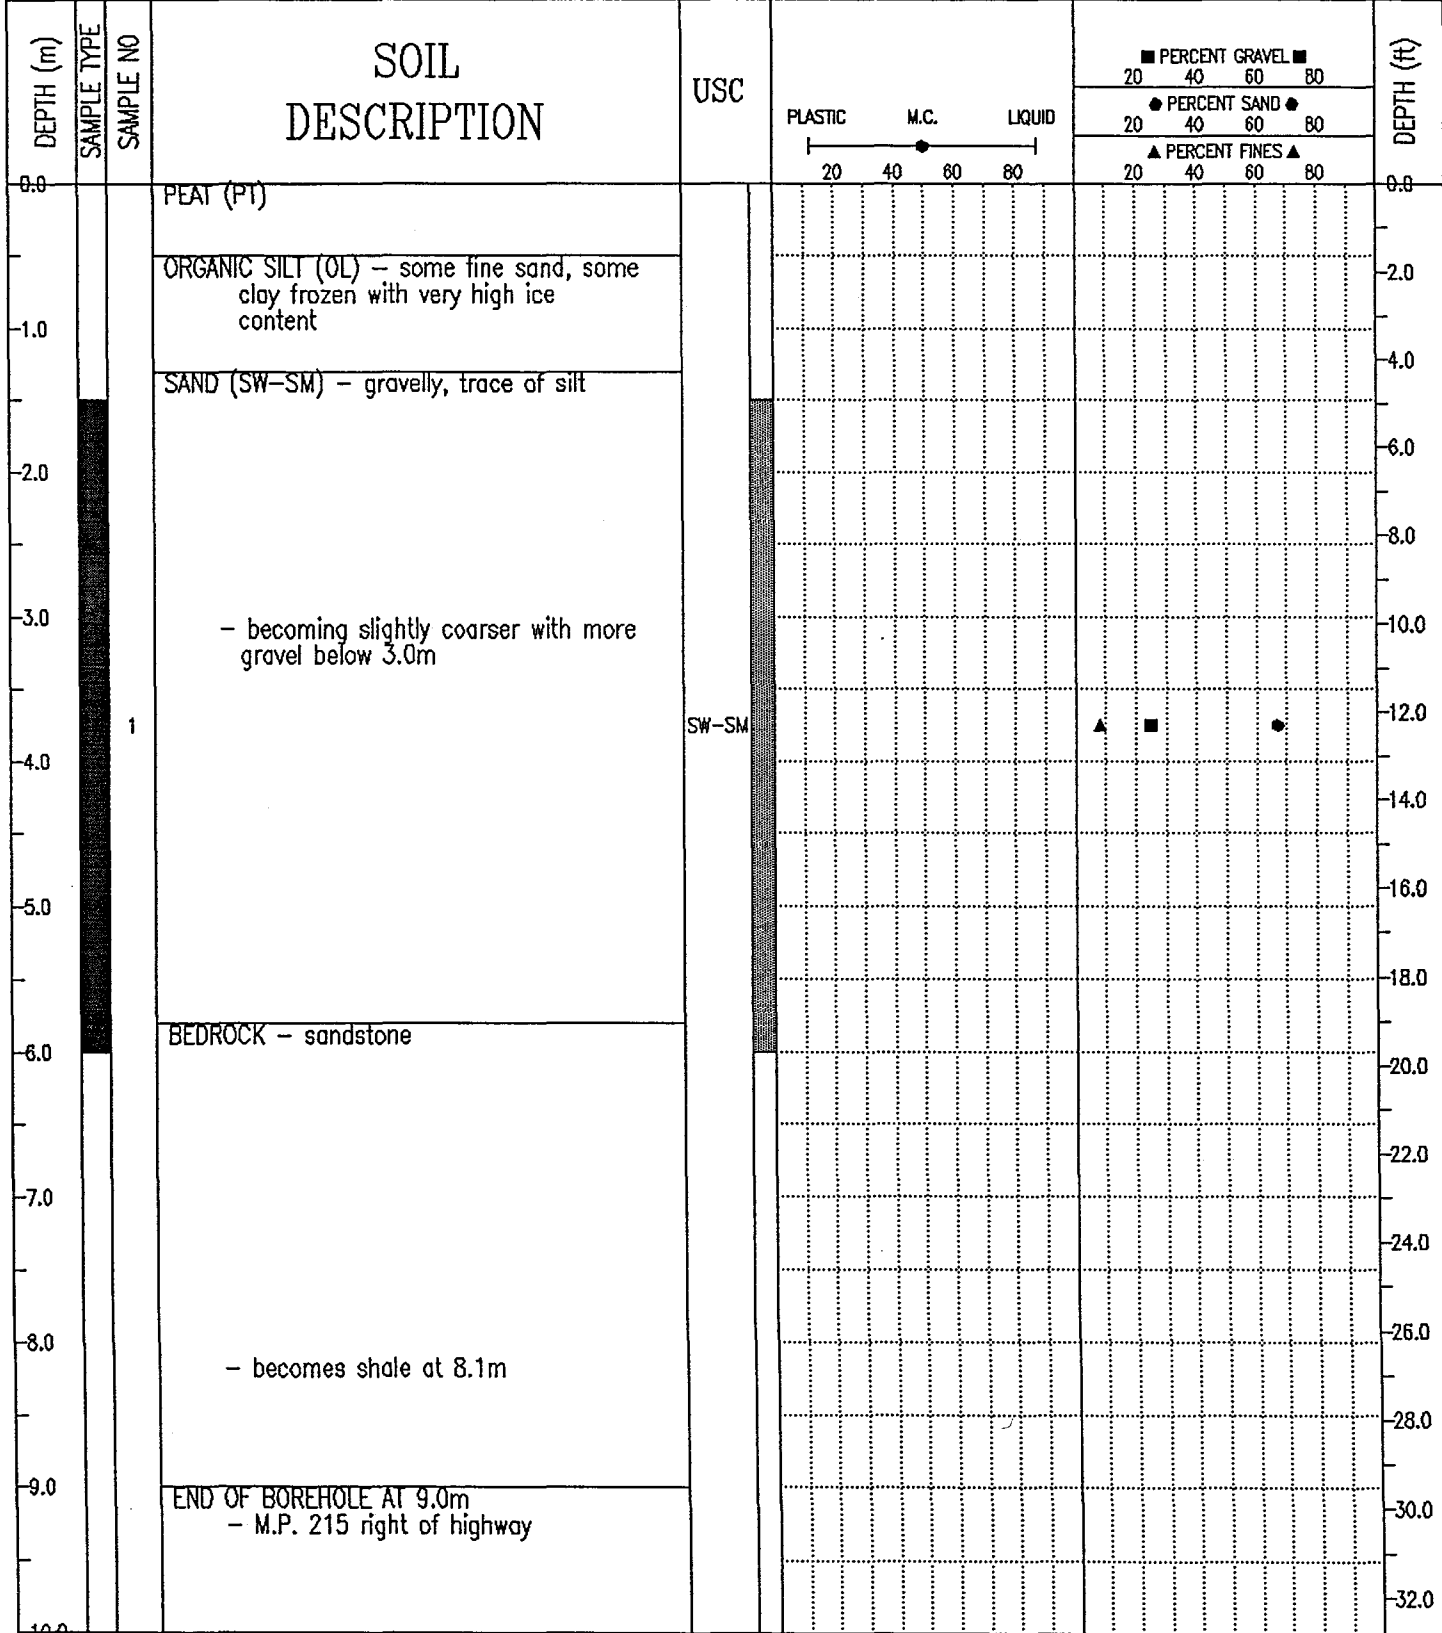 DEPTH (m)
SAMPLE TYPE
SAMPLE NO
SOIL
DESCRIPTION
USC
PLASTIC M.C. LIQUID
20 40 60 80
■ PERCENT GRAVEL ■
20 40 60 80
● PERCENT SAND ●
20 40 60 80
▲ PERCENT FINES ▲
20 40 60 80
DEPTH (ft)
0.0
PEAT (PT)
0.0
ORGANIC SILT (OL) – some fine sand, some
clay frozen with very high ice
content
2.0
1.0
4.0
SAND (SW-SM) – gravelly, trace of silt
6.0
2.0
8.0
3.0
– becoming slightly coarser with more
gravel below 3.0m
10.0
12.0
1
SW-SM
4.0
14.0
16.0
5.0
18.0
BEDROCK – sandstone
6.0
20.0
22.0
7.0
24.0
26.0
8.0
– becomes shale at 8.1m
28.0
9.0
END OF BOREHOLE AT 9.0m
– M.P. 215 right of highway
30.0
32.0
10.0